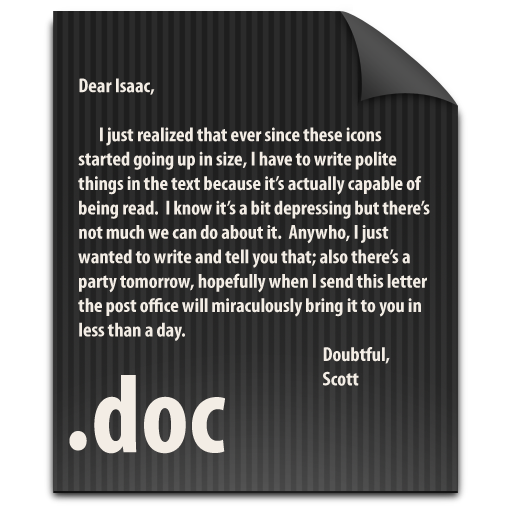 Dear Isaac,
I just realized that ever since these icons
started going up in size, I have to write polite
things in the text because it's actually capable of
being read.  I know it's a bit depressing but there's
not much we can do about it.  Anywho, I just
wanted to write and tell you that; also there's a
party tomorrow, hopefully when I send this letter
the post office will miraculously bring it to you in
less than a day.
Doubtful,
Scott
.doc